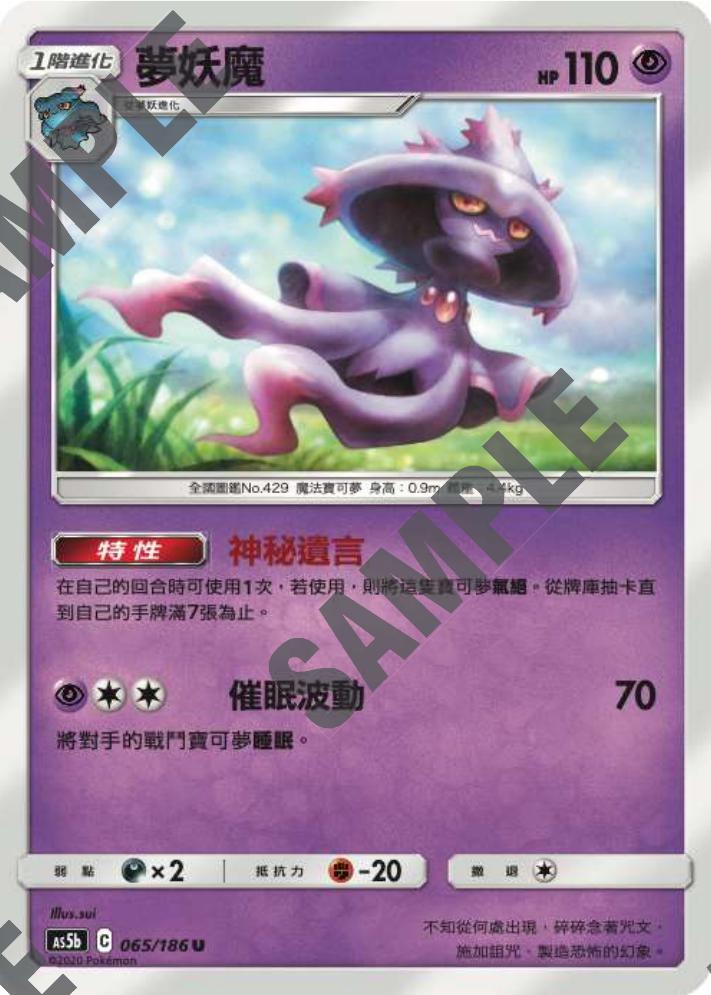 1階進化 夢妖魔 HP 110
從夢妖進化
全國圖鑑No.429 魔法寶可夢 身高:0.9m 體重:4.4kg
特性 神秘遺言
在自己的回合時可使用1次,若使用,則將這隻寶可夢氣絕。從牌庫抽卡直
到自己的手牌滿7張為止。
催眠波動 70
將對手的戰鬥寶可夢睡眠。
弱點 ×2 抵抗力 -20 撤退
Illus.sui
AS5b C 065/186 U
©2020 Pokémon
不知從何處出現,碎碎念著咒文,
施加詛咒,製造恐怖的幻象。
SAMPLE
SAMPLE